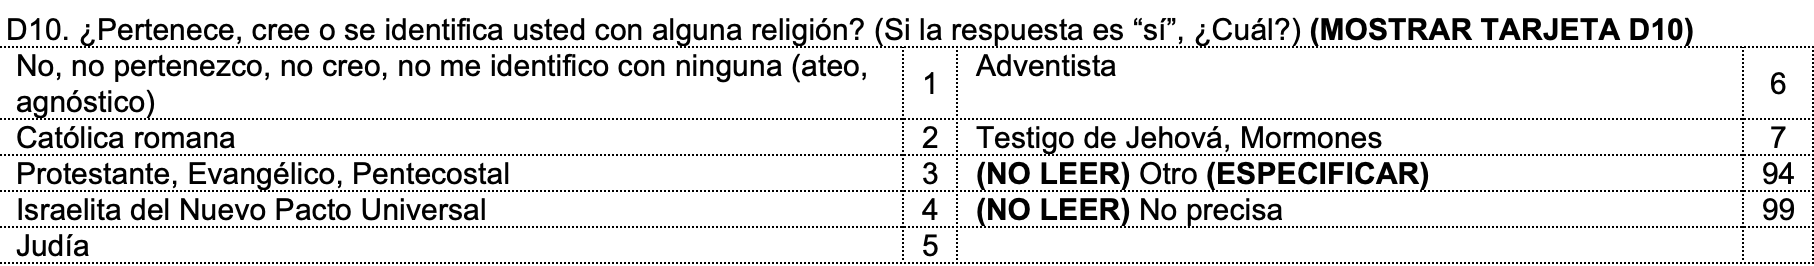 D10. ¿Pertenece, cree o se identifica usted con alguna religión? (Si la respuesta es “sí”, ¿Cuál?) (MOSTRAR TARJETA D10)
No, no pertenezco, no creo, no me identifico con ninguna (ateo, agnóstico) 1 Adventista 6
Católica romana 2 Testigo de Jehová, Mormones 7
Protestante, Evangélico, Pentecostal 3 (NO LEER) Otro (ESPECIFICAR) 94
Israelita del Nuevo Pacto Universal 4 (NO LEER) No precisa 99
Judía 5